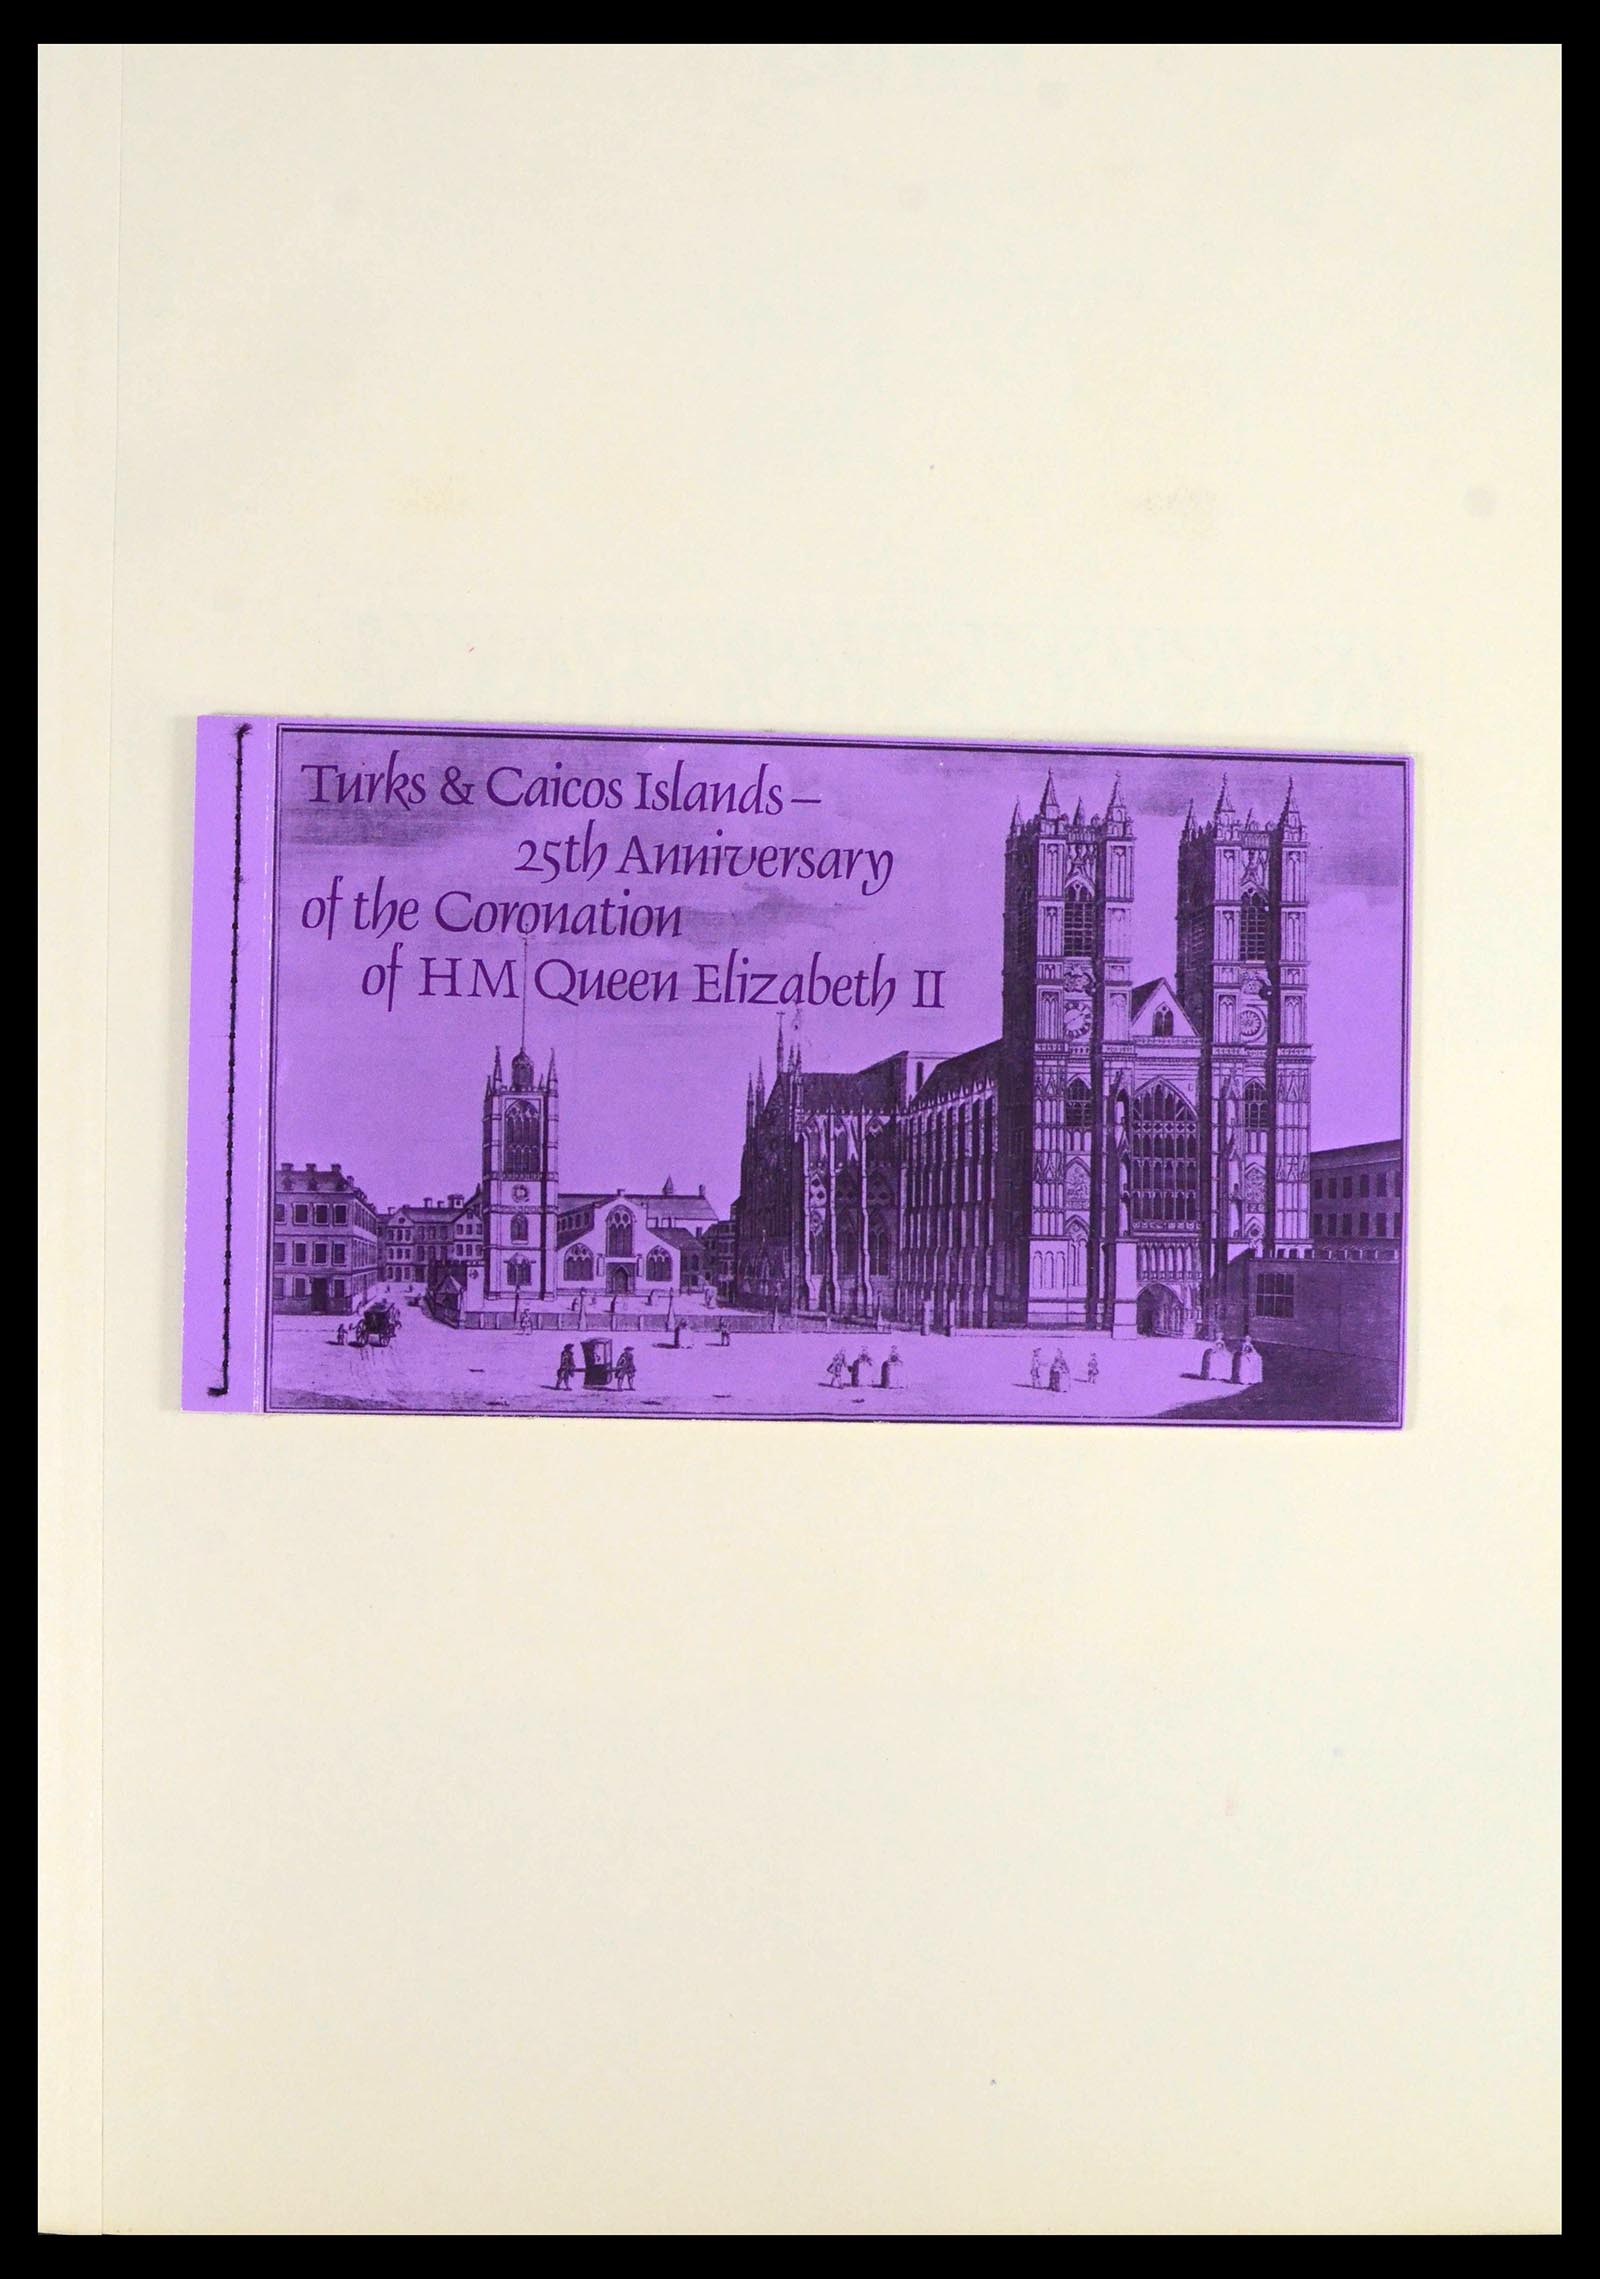 Turks & Caicos Islands –
25th Anniversary
of the Coronation
of HM Queen Elizabeth II